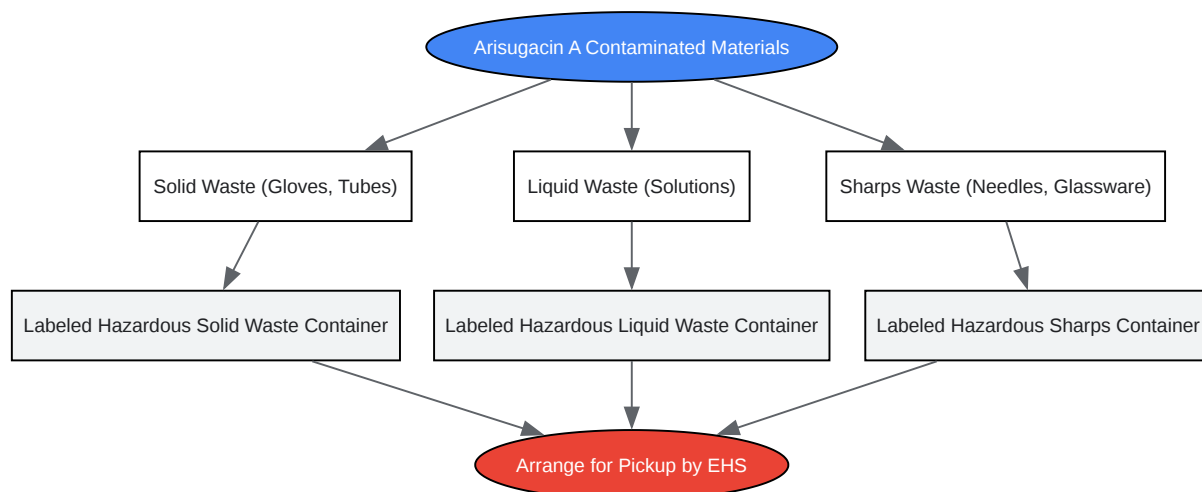 Arisugacin A Contaminated Materials
Solid Waste (Gloves, Tubes)
Liquid Waste (Solutions)
Sharps Waste (Needles, Glassware)
Labeled Hazardous Solid Waste Container
Labeled Hazardous Liquid Waste Container
Labeled Hazardous Sharps Container
Arrange for Pickup by EHS